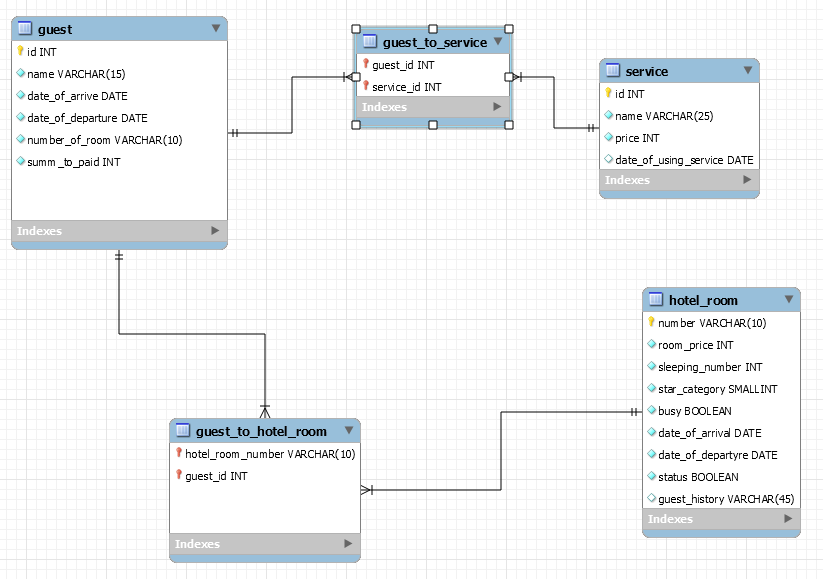 guest
id INT
name VARCHAR(15)
date_of_arrive DATE
date_of_departure DATE
number_of_room VARCHAR(10)
summ_to_paid INT
Indexes
guest_to_service
guest_id INT
service_id INT
Indexes
service
id INT
name VARCHAR(25)
price INT
date_of_using_service DATE
Indexes
guest_to_hotel_room
hotel_room_number VARCHAR(10)
guest_id INT
Indexes
hotel_room
number VARCHAR(10)
room_price INT
sleeping_number INT
star_category SMALLINT
busy BOOLEAN
date_of_arrival DATE
date_of_departyre DATE
status BOOLEAN
guest_history VARCHAR(45)
Indexes